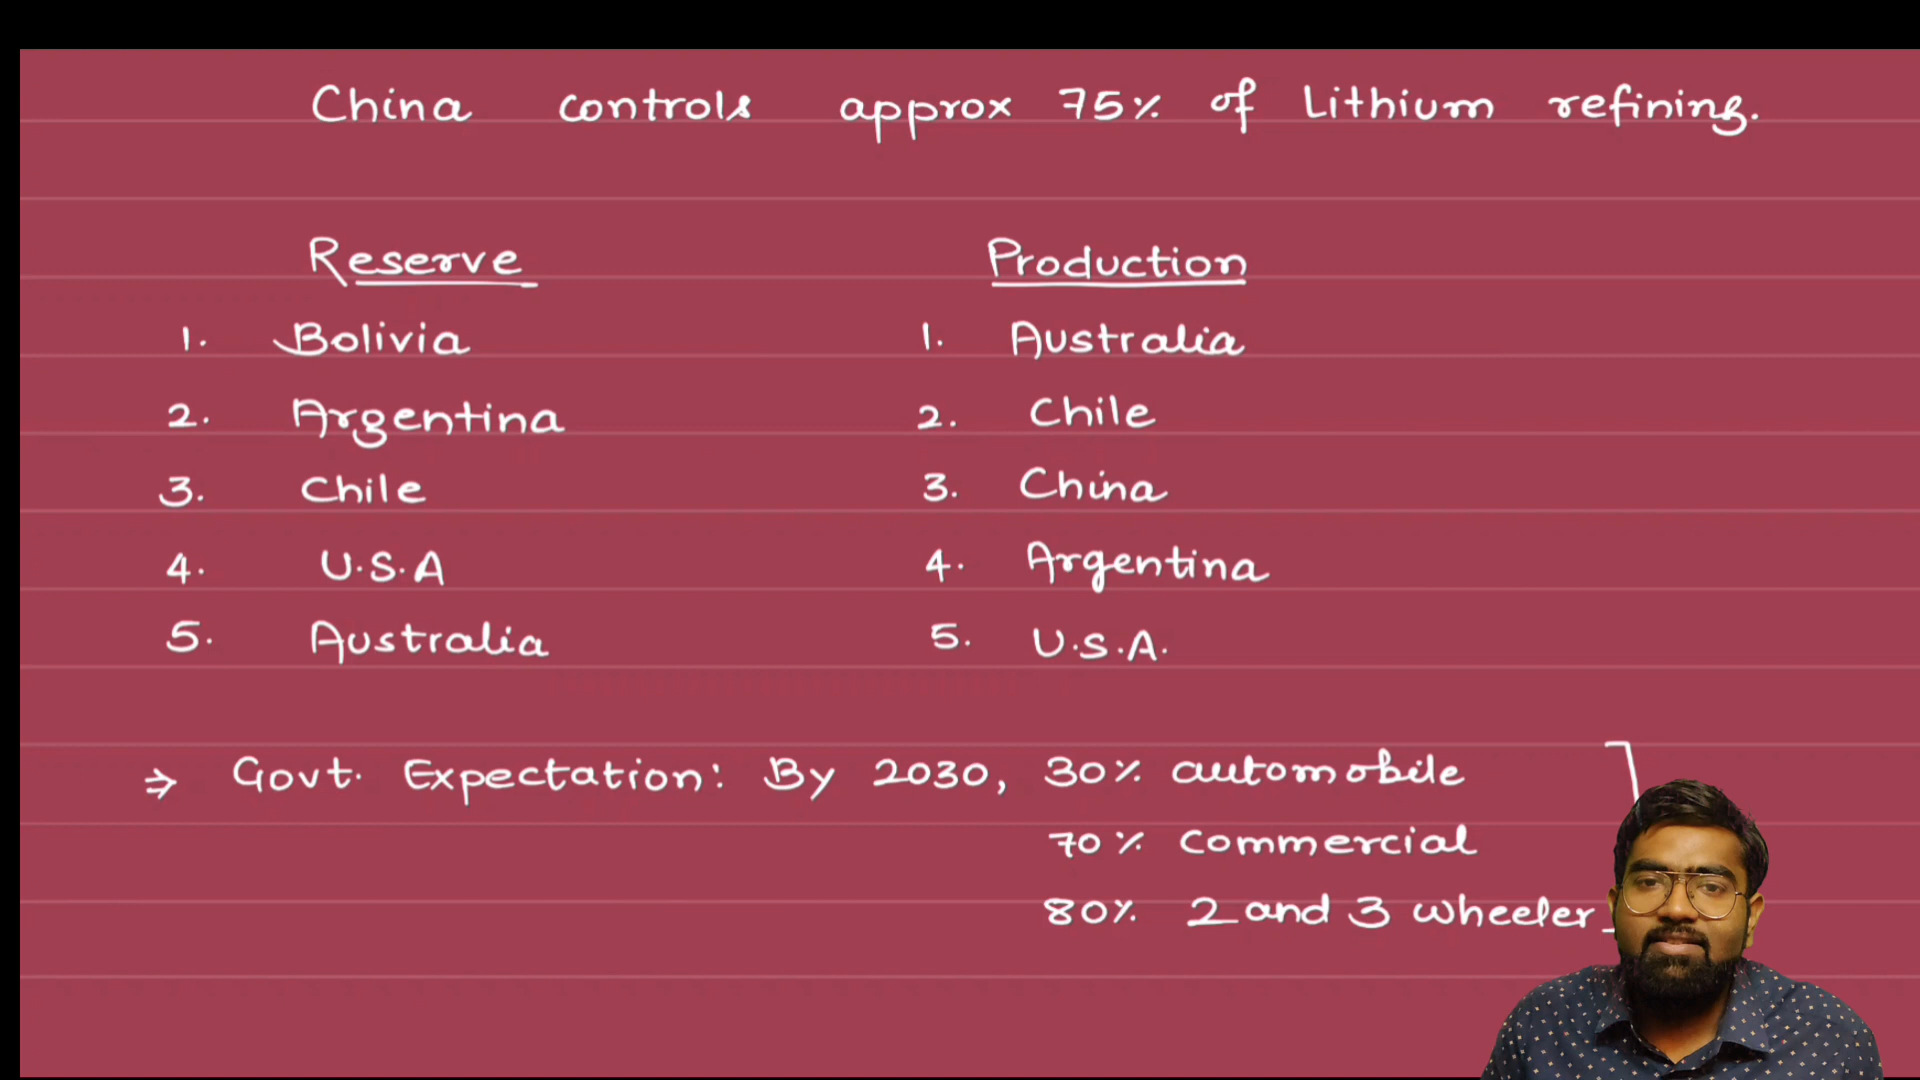 China controls approx 75% of Lithium refining.
Reserve
1. Bolivia
2. Argentina
3. Chile
4. U.S.A
5. Australia
Production
1. Australia
2. Chile
3. China
4. Argentina
5. U.S.A.
⇒ Govt. Expectation: By 2030, 30% automobile
70% Commercial
80% 2 and 3 wheeler